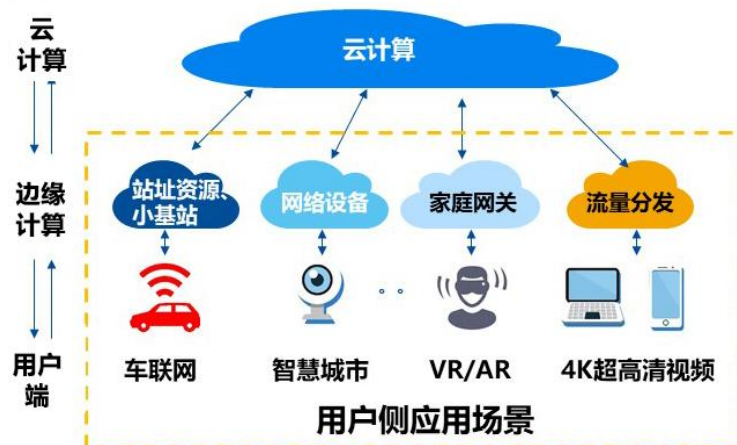 云
计算
云计算
边缘
计算
站址资源、
小基站
网络设备
家庭网关
流量分发
用户
端
车联网
智慧城市
VR/AR
4K超高清视频
用户侧应用场景